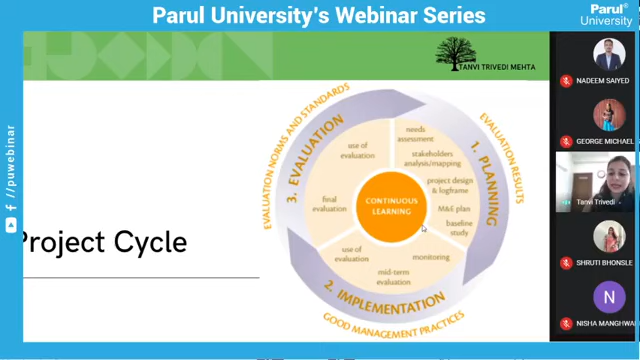 Parul University's Webinar Series
Parul®
University
/puwebinar
TANVI TRIVEDI MEHTA
Project Cycle
EVALUATION NORMS AND STANDARDS
EVALUATION RESULTS
GOOD MANAGEMENT PRACTICES
1. PLANNING
needs
assessment
stakeholders
analysis/mapping
project design
& logframe
M&E plan
baseline
study
2. IMPLEMENTATION
monitoring
mid-term
evaluation
use of
evaluation
3. EVALUATION
final
evaluation
use of
evaluation
CONTINUOUS
LEARNING
NADEEM SAIYED
GEORGE MICHAEL
Tanvi Trivedi
SHRUTI BHONSLE
N
NISHA MANGHWA